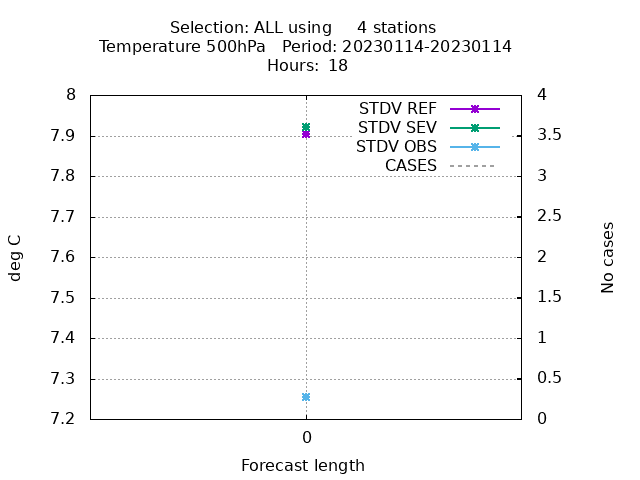 Selection: ALL using     4 stations
Temperature 500hPa   Period: 20230114-20230114
Hours:  18
8
7.9
7.8
7.7
7.6
7.5
7.4
7.3
7.2
deg C
STDV REF
STDV SEV
STDV OBS
CASES
4
3.5
3
2.5
2
1.5
1
0.5
0
No cases
0
Forecast length